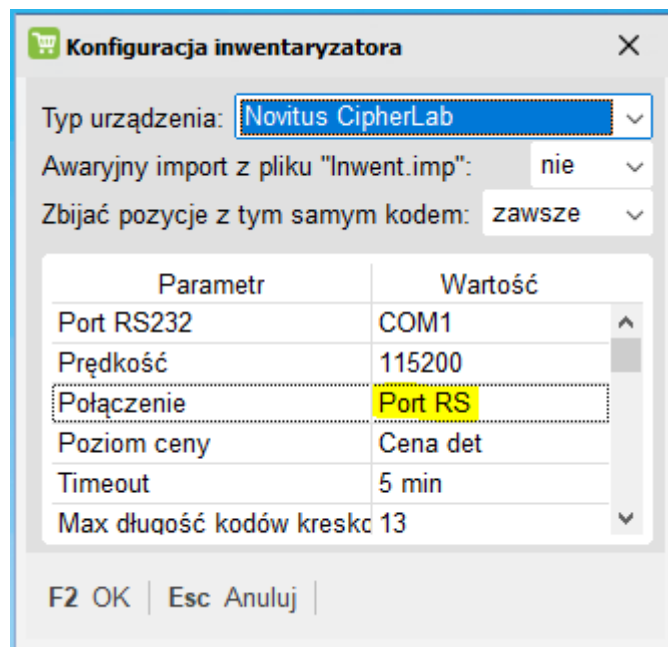 Konfiguracja inwentaryzatora
Typ urządzenia: Novitus CipherLab
Awaryjny import z pliku "Inwent.imp": nie
Zbijać pozycje z tym samym kodem: zawsze
Parametr Wartość
Port RS232 COM1
Prędkość 115200
Połączenie Port RS
Poziom ceny Cena det
Timeout 5 min
Max długość kodów kreskc 13
F2 OK Esc Anuluj